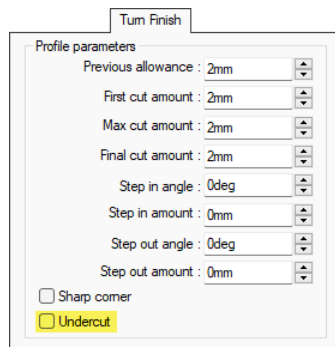 Turn Finish
Profile parameters
Previous allowance : 2mm
First cut amount : 2mm
Max cut amount : 2mm
Final cut amount : 2mm
Step in angle : 0deg
Step in amount : 0mm
Step out angle : 0deg
Step out amount : 0mm
Sharp corner
Undercut